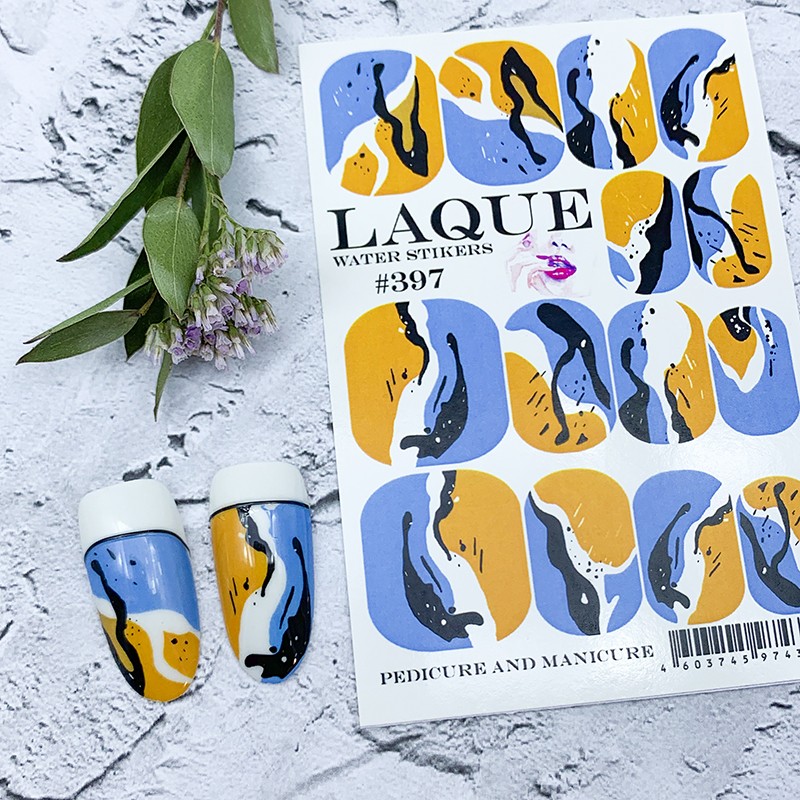 LAQUE
WATER STIKERS
#397
PEDICURE AND MANICURE
4 603745 9743